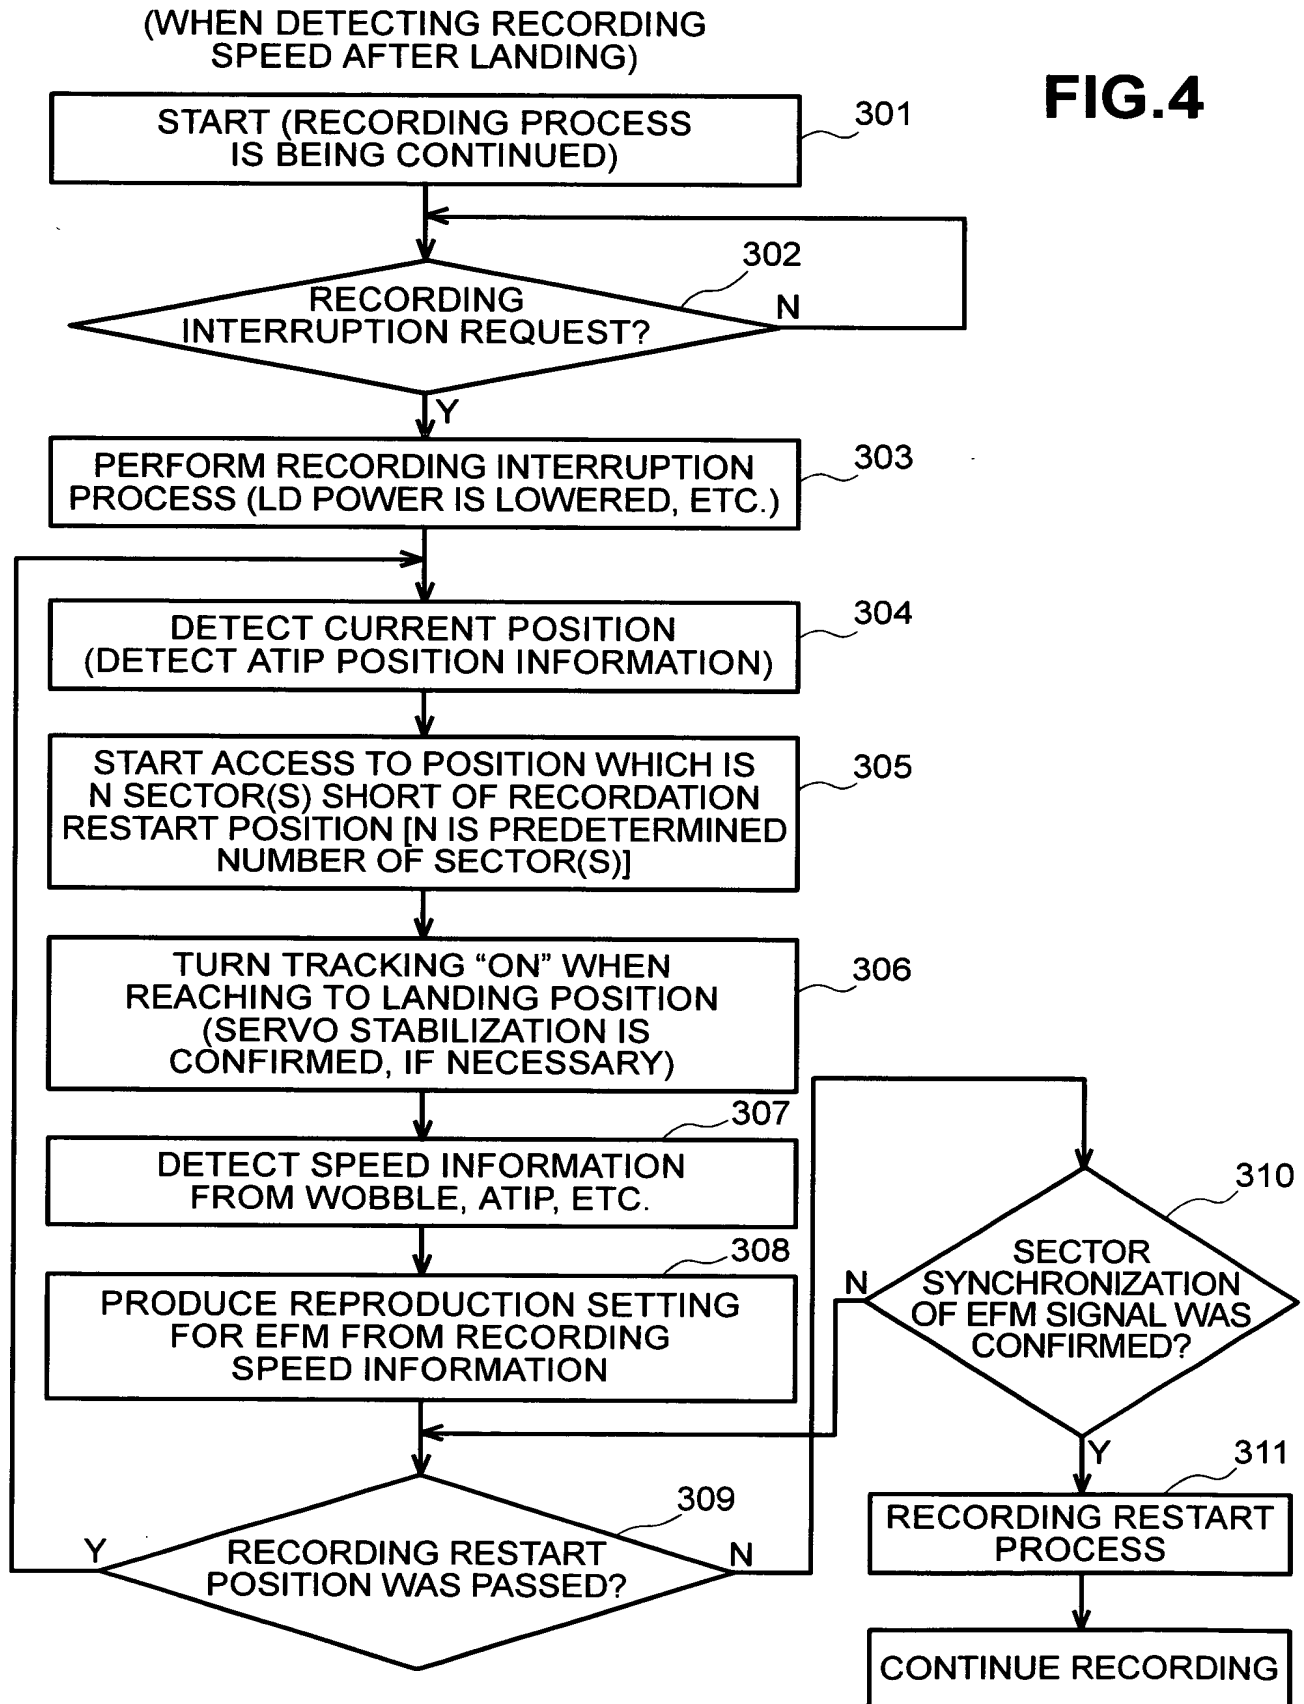 (WHEN DETECTING RECORDING
SPEED AFTER LANDING)
FIG.4
START (RECORDING PROCESS
IS BEING CONTINUED)
301
302
RECORDING
INTERRUPTION REQUEST?
N
Y
PERFORM RECORDING INTERRUPTION
PROCESS (LD POWER IS LOWERED, ETC.)
303
DETECT CURRENT POSITION
(DETECT ATIP POSITION INFORMATION)
304
START ACCESS TO POSITION WHICH IS
N SECTOR(S) SHORT OF RECORDATION
RESTART POSITION [N IS PREDETERMINED
NUMBER OF SECTOR(S)]
305
TURN TRACKING “ON” WHEN
REACHING TO LANDING POSITION
(SERVO STABILIZATION IS
CONFIRMED, IF NECESSARY)
306
307
DETECT SPEED INFORMATION
FROM WOBBLE, ATIP, ETC.
308
PRODUCE REPRODUCTION SETTING
FOR EFM FROM RECORDING
SPEED INFORMATION
309
RECORDING RESTART
POSITION WAS PASSED?
Y
N
310
SECTOR
SYNCHRONIZATION
OF EFM SIGNAL WAS
CONFIRMED?
N
Y
311
RECORDING RESTART
PROCESS
CONTINUE RECORDING